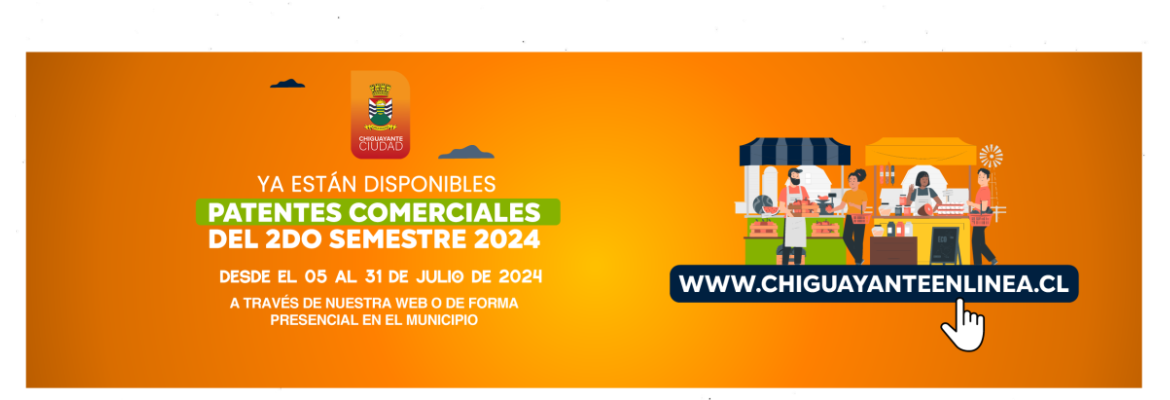 CHIGUAYANTE
CIUDAD
YA ESTÁN DISPONIBLES
PATENTES COMERCIALES
DEL 2DO SEMESTRE 2024
DESDE EL 05 AL 31 DE JULIO DE 2024
A TRAVÉS DE NUESTRA WEB O DE FORMA
PRESENCIAL EN EL MUNICIPIO
WWW.CHIGUAYANTEENLINEA.CL